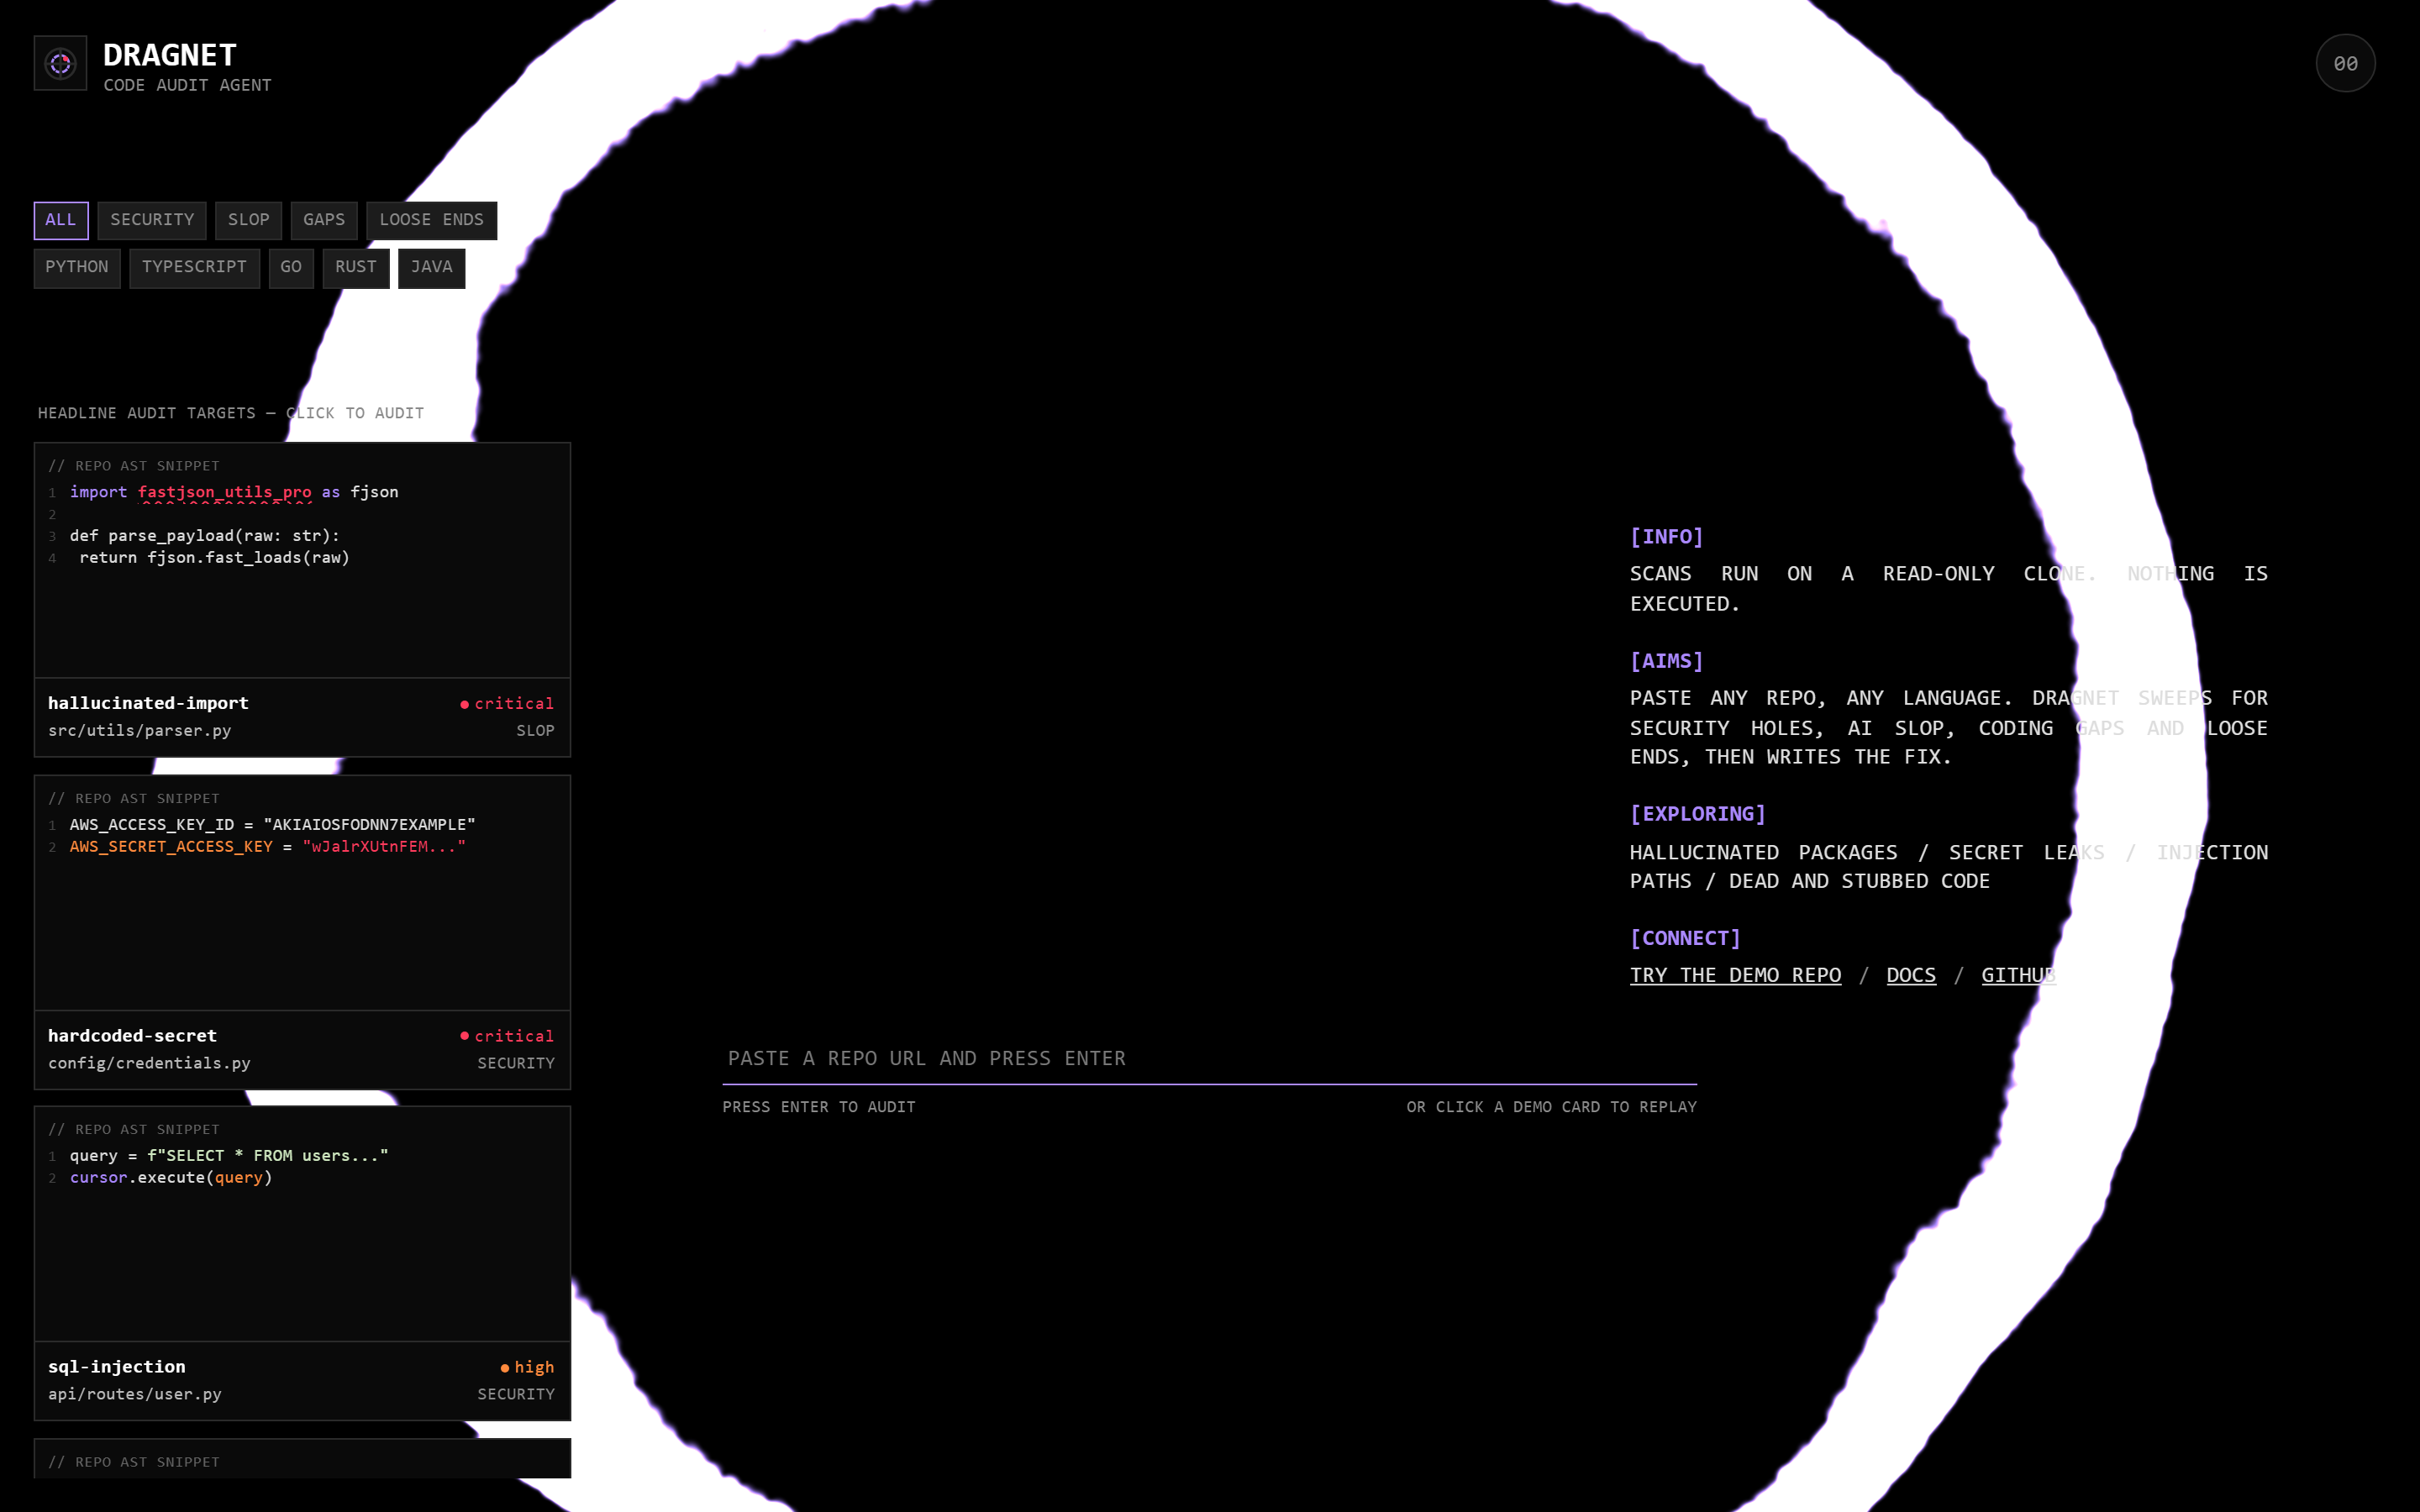 DRAGNET
CODE AUDIT AGENT
00
ALL SECURITY SLOP GAPS LOOSE ENDS
PYTHON TYPESCRIPT GO RUST JAVA
HEADLINE AUDIT TARGETS — CLICK TO AUDIT
// REPO AST SNIPPET
1 import fastjson_utils_pro as fjson
2
3 def parse_payload(raw: str):
4 return fjson.fast_loads(raw)
hallucinated-import critical
src/utils/parser.py SLOP
// REPO AST SNIPPET
1 AWS_ACCESS_KEY_ID = "AKIAIOSFODNN7EXAMPLE"
2 AWS_SECRET_ACCESS_KEY = "wJalrXUtnFEM..."
hardcoded-secret critical
config/credentials.py SECURITY
// REPO AST SNIPPET
1 query = f"SELECT * FROM users..."
2 cursor.execute(query)
sql-injection high
api/routes/user.py SECURITY
// REPO AST SNIPPET
PASTE A REPO URL AND PRESS ENTER
PRESS ENTER TO AUDIT OR CLICK A DEMO CARD TO REPLAY
[INFO]
SCANS RUN ON A READ-ONLY CLONE. NOTHING IS
EXECUTED.
[AIMS]
PASTE ANY REPO, ANY LANGUAGE. DRAGNET SWEEPS FOR
SECURITY HOLES, AI SLOP, CODING GAPS AND LOOSE
ENDS, THEN WRITES THE FIX.
[EXPLORING]
HALLUCINATED PACKAGES / SECRET LEAKS / INJECTION
PATHS / DEAD AND STUBBED CODE
[CONNECT]
TRY THE DEMO REPO / DOCS / GITHUB